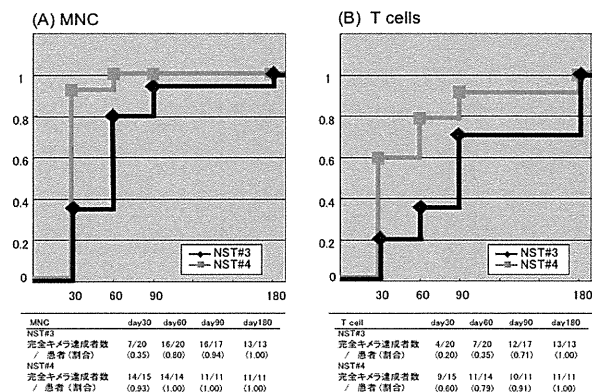 (A) MNC
1
0.8
0.6
0.4
0.2
0
30 60 90 180
NST#3
NST#4
MNC day30 day60 day90 day180
NST#3
完全キメラ達成者数 7/20 16/20 16/17 13/13
/ 患者 (割合) (0.35) (0.80) (0.94) (1.00)
NST#4
完全キメラ達成者数 14/15 14/14 11/11 11/11
/ 患者 (割合) (0.93) (1.00) (1.00) (1.00)
(B) T cells
1
0.8
0.6
0.4
0.2
0
30 60 90 180
NST#3
NST#4
T cell day30 day60 day90 day180
NST#3
完全キメラ達成者数 4/20 7/20 12/17 13/13
/ 患者 (割合) (0.20) (0.35) (0.71) (1.00)
NST#4
完全キメラ達成者数 9/15 11/14 10/11 11/11
/ 患者 (割合) (0.60) (0.79) (0.91) (1.00)